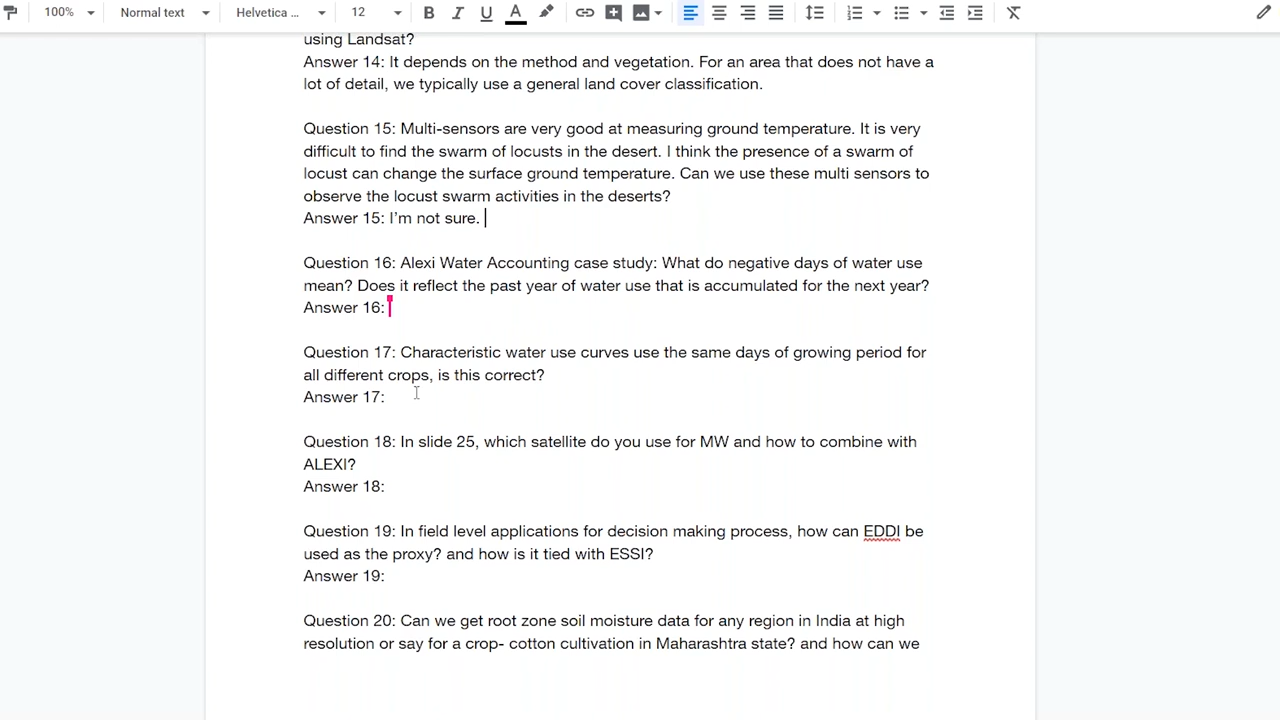 100%
Normal text
Helvetica ...
12
B
I
U
A
using Landsat?
Answer 14: It depends on the method and vegetation. For an area that does not have a
lot of detail, we typically use a general land cover classification.
Question 15: Multi-sensors are very good at measuring ground temperature. It is very
difficult to find the swarm of locusts in the desert. I think the presence of a swarm of
locust can change the surface ground temperature. Can we use these multi sensors to
observe the locust swarm activities in the deserts?
Answer 15: I’m not sure.
Question 16: Alexi Water Accounting case study: What do negative days of water use
mean? Does it reflect the past year of water use that is accumulated for the next year?
Answer 16:
Question 17: Characteristic water use curves use the same days of growing period for
all different crops, is this correct?
Answer 17:
Question 18: In slide 25, which satellite do you use for MW and how to combine with
ALEXI?
Answer 18:
Question 19: In field level applications for decision making process, how can EDDI be
used as the proxy? and how is it tied with ESSI?
Answer 19:
Question 20: Can we get root zone soil moisture data for any region in India at high
resolution or say for a crop- cotton cultivation in Maharashtra state? and how can we